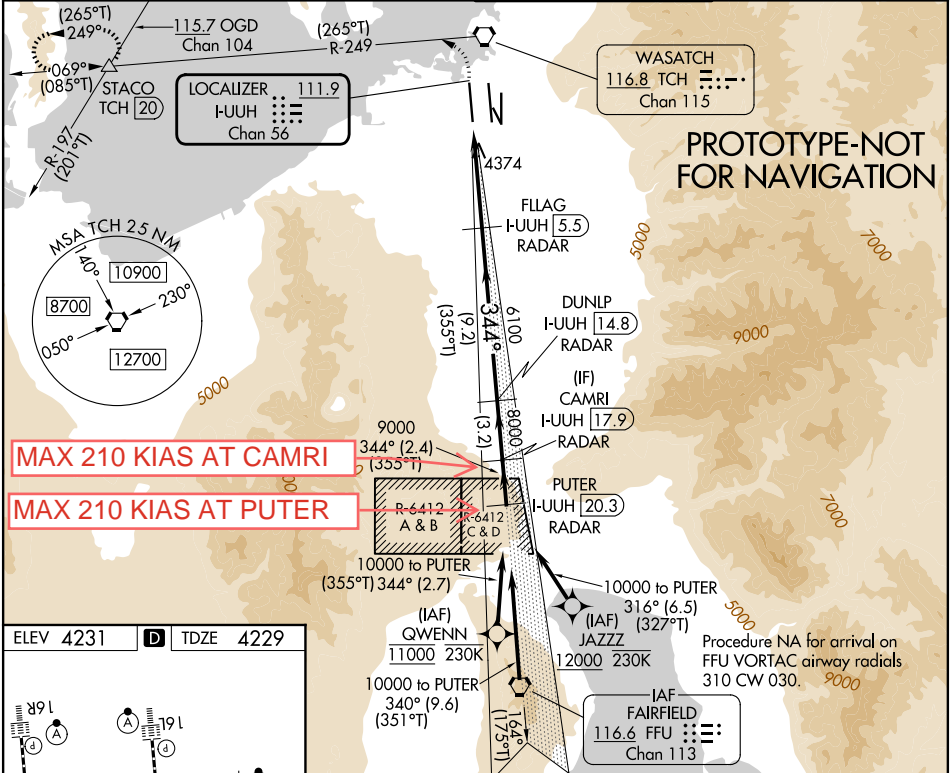 (265°T)
249°
115.7 OGD
Chan 104
R-249
(265°T)
069°
(085°T)
STACO
TCH 20
R-197
(201°T)
LOCALIZER 111.9
I-UUH
Chan 56
WASATCH
116.8 TCH
Chan 115
PROTOTYPE-NOT
FOR NAVIGATION
4374
FLLAG
I-UUH 5.5
RADAR
MSA TCH 25 NM
140°
10900
8700
230°
050°
12700
5000
5000
7000
9000
6100
344°
(9.2)
(355°T)
DUNLP
I-UUH 14.8
RADAR
(IF)
CAMRI
I-UUH 17.9
RADAR
8000
(3.2)
9000
344° (2.4)
(355°T)
MAX 210 KIAS AT CAMRI
MAX 210 KIAS AT PUTER
R-6412
A & B
R-6412
C & D
PUTER
I-UUH 20.3
RADAR
7000
10000 to PUTER
(355°T) 344° (2.7)
10000 to PUTER
316° (6.5)
(327°T)
(IAF)
QWENN
11000 230K
(IAF)
JAZZZ
12000 230K
5000
Procedure NA for arrival on
FFU VORTAC airway radials
310 CW 030.
9000
10000 to PUTER
340° (9.6)
(351°T)
164°
(175°T)
IAF
FAIRFIELD
116.6 FFU
Chan 113
ELEV 4231 D TDZE 4229
16R
A
P
16L
A
P